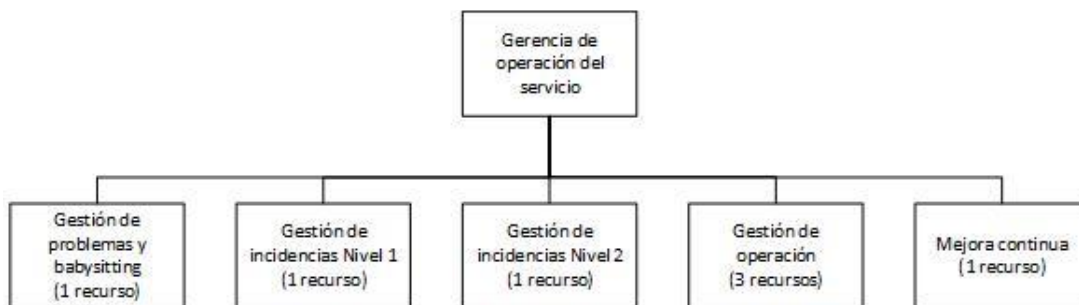 Gerencia de
operación del
servicio
Gestión de
problemas y
babysitting
(1 recurso)
Gestión de
incidencias Nivel 1
(1 recurso)
Gestión de
incidencias Nivel 2
(1 recurso)
Gestión de
operación
(3 recursos)
Mejora continua
(1 recurso)